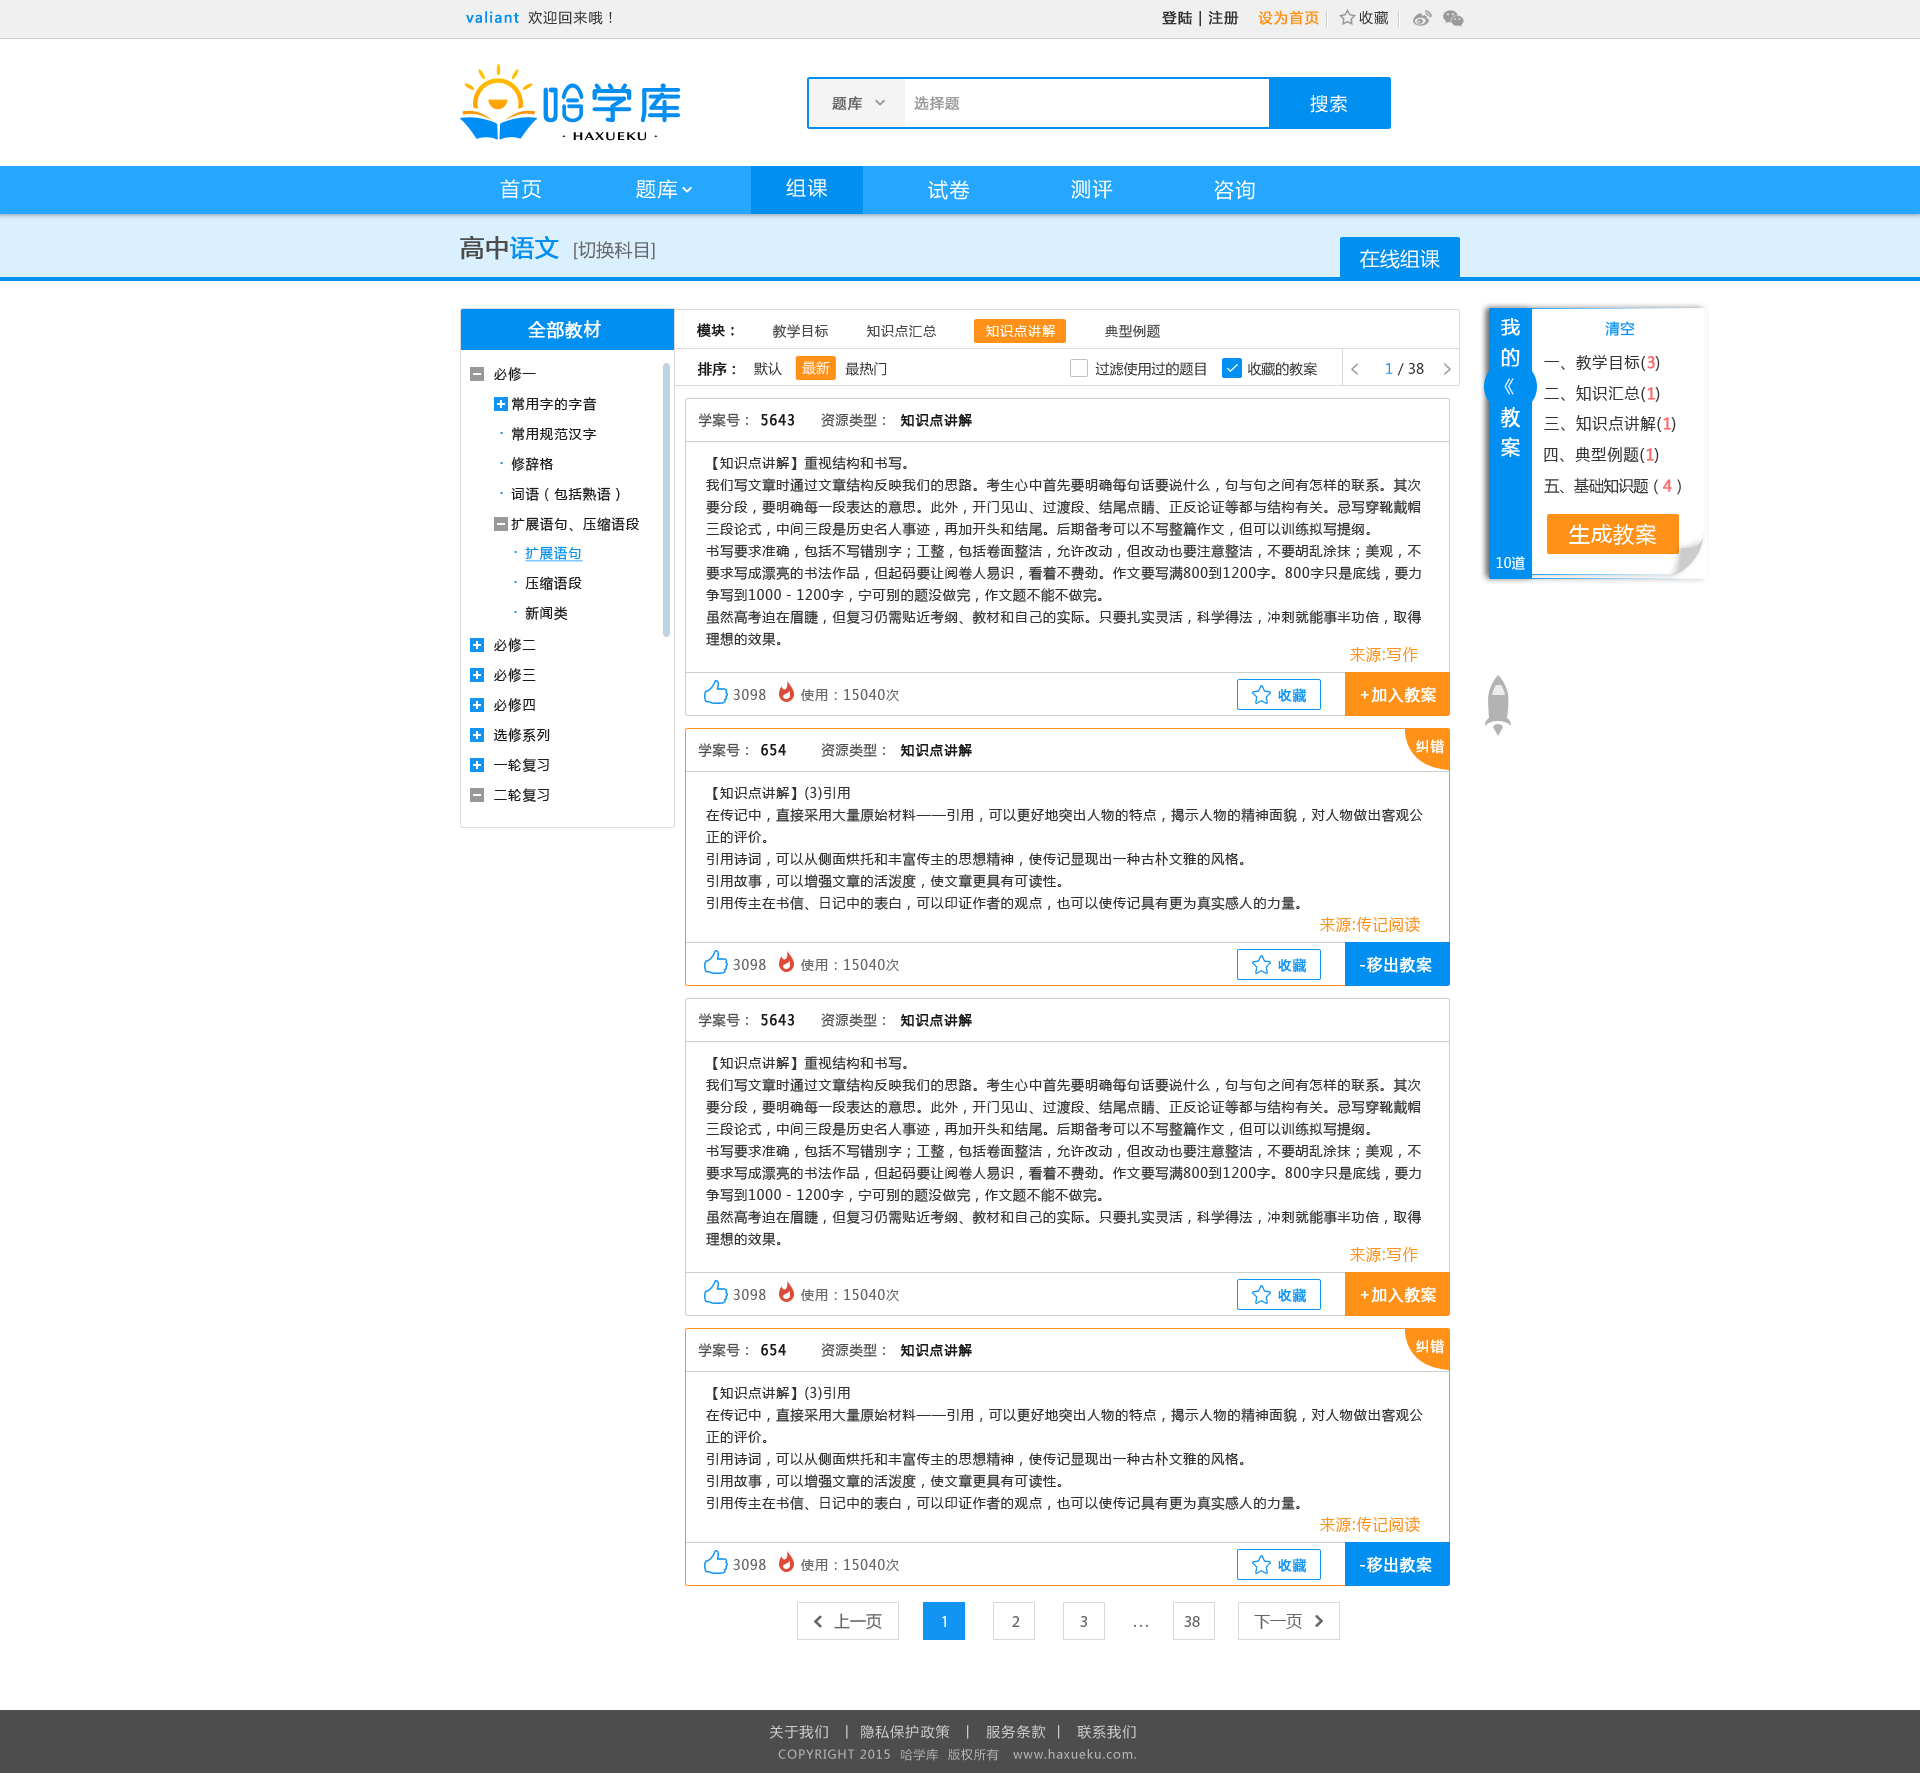 valiant 欢迎回来哦！
登陆 | 注册 设为首页 收藏
哈学库
· HAXUEKU ·
题库 选择题 搜索
首页 题库 组课 试卷 测评 咨询
高中语文 [切换科目] 在线组课
全部教材
必修一
常用字的字音
· 常用规范汉字
· 修辞格
· 词语（包括熟语）
扩展语句、压缩语段
· 扩展语句
· 压缩语段
· 新闻类
必修二
必修三
必修四
选修系列
一轮复习
二轮复习
模块： 教学目标 知识点汇总 知识点讲解 典型例题
排序： 默认 最新 最热门 过滤使用过的题目 收藏的教案 1 / 38
学案号： 5643 资源类型： 知识点讲解
【知识点讲解】重视结构和书写。
我们写文章时通过文章结构反映我们的思路。考生心中首先要明确每句话要说什么，句与句之间有怎样的联系。其次
要分段，要明确每一段表达的意思。此外，开门见山、过渡段、结尾点睛、正反论证等都与结构有关。忌写穿靴戴帽
三段论式，中间三段是历史名人事迹，再加开头和结尾。后期备考可以不写整篇作文，但可以训练拟写提纲。
书写要求准确，包括不写错别字；工整，包括卷面整洁，允许改动，但改动也要注意整洁，不要胡乱涂抹；美观，不
要求写成漂亮的书法作品，但起码要让阅卷人易识，看着不费劲。作文要写满800到1200字。800字只是底线，要力
争写到1000 - 1200字，宁可别的题没做完，作文题不能不做完。
虽然高考迫在眉睫，但复习仍需贴近考纲、教材和自己的实际。只要扎实灵活，科学得法，冲刺就能事半功倍，取得
理想的效果。
来源:写作
3098 使用：15040次 收藏 +加入教案
学案号： 654 资源类型： 知识点讲解 纠错
【知识点讲解】(3)引用
在传记中，直接采用大量原始材料——引用，可以更好地突出人物的特点，揭示人物的精神面貌，对人物做出客观公
正的评价。
引用诗词，可以从侧面烘托和丰富传主的思想精神，使传记显现出一种古朴文雅的风格。
引用故事，可以增强文章的活泼度，使文章更具有可读性。
引用传主在书信、日记中的表白，可以印证作者的观点，也可以使传记具有更为真实感人的力量。
来源:传记阅读
3098 使用：15040次 收藏 -移出教案
学案号： 5643 资源类型： 知识点讲解
【知识点讲解】重视结构和书写。
我们写文章时通过文章结构反映我们的思路。考生心中首先要明确每句话要说什么，句与句之间有怎样的联系。其次
要分段，要明确每一段表达的意思。此外，开门见山、过渡段、结尾点睛、正反论证等都与结构有关。忌写穿靴戴帽
三段论式，中间三段是历史名人事迹，再加开头和结尾。后期备考可以不写整篇作文，但可以训练拟写提纲。
书写要求准确，包括不写错别字；工整，包括卷面整洁，允许改动，但改动也要注意整洁，不要胡乱涂抹；美观，不
要求写成漂亮的书法作品，但起码要让阅卷人易识，看着不费劲。作文要写满800到1200字。800字只是底线，要力
争写到1000 - 1200字，宁可别的题没做完，作文题不能不做完。
虽然高考迫在眉睫，但复习仍需贴近考纲、教材和自己的实际。只要扎实灵活，科学得法，冲刺就能事半功倍，取得
理想的效果。
来源:写作
3098 使用：15040次 收藏 +加入教案
学案号： 654 资源类型： 知识点讲解 纠错
【知识点讲解】(3)引用
在传记中，直接采用大量原始材料——引用，可以更好地突出人物的特点，揭示人物的精神面貌，对人物做出客观公
正的评价。
引用诗词，可以从侧面烘托和丰富传主的思想精神，使传记显现出一种古朴文雅的风格。
引用故事，可以增强文章的活泼度，使文章更具有可读性。
引用传主在书信、日记中的表白，可以印证作者的观点，也可以使传记具有更为真实感人的力量。
来源:传记阅读
3098 使用：15040次 收藏 -移出教案
上一页 1 2 3 ... 38 下一页
我的《教案
10道
清空
一、教学目标(3)
二、知识汇总(1)
三、知识点讲解(1)
四、典型例题(1)
五、基础知识题（4）
生成教案
关于我们 | 隐私保护政策 | 服务条款 | 联系我们
COPYRIGHT 2015 哈学库 版权所有 www.haxueku.com.